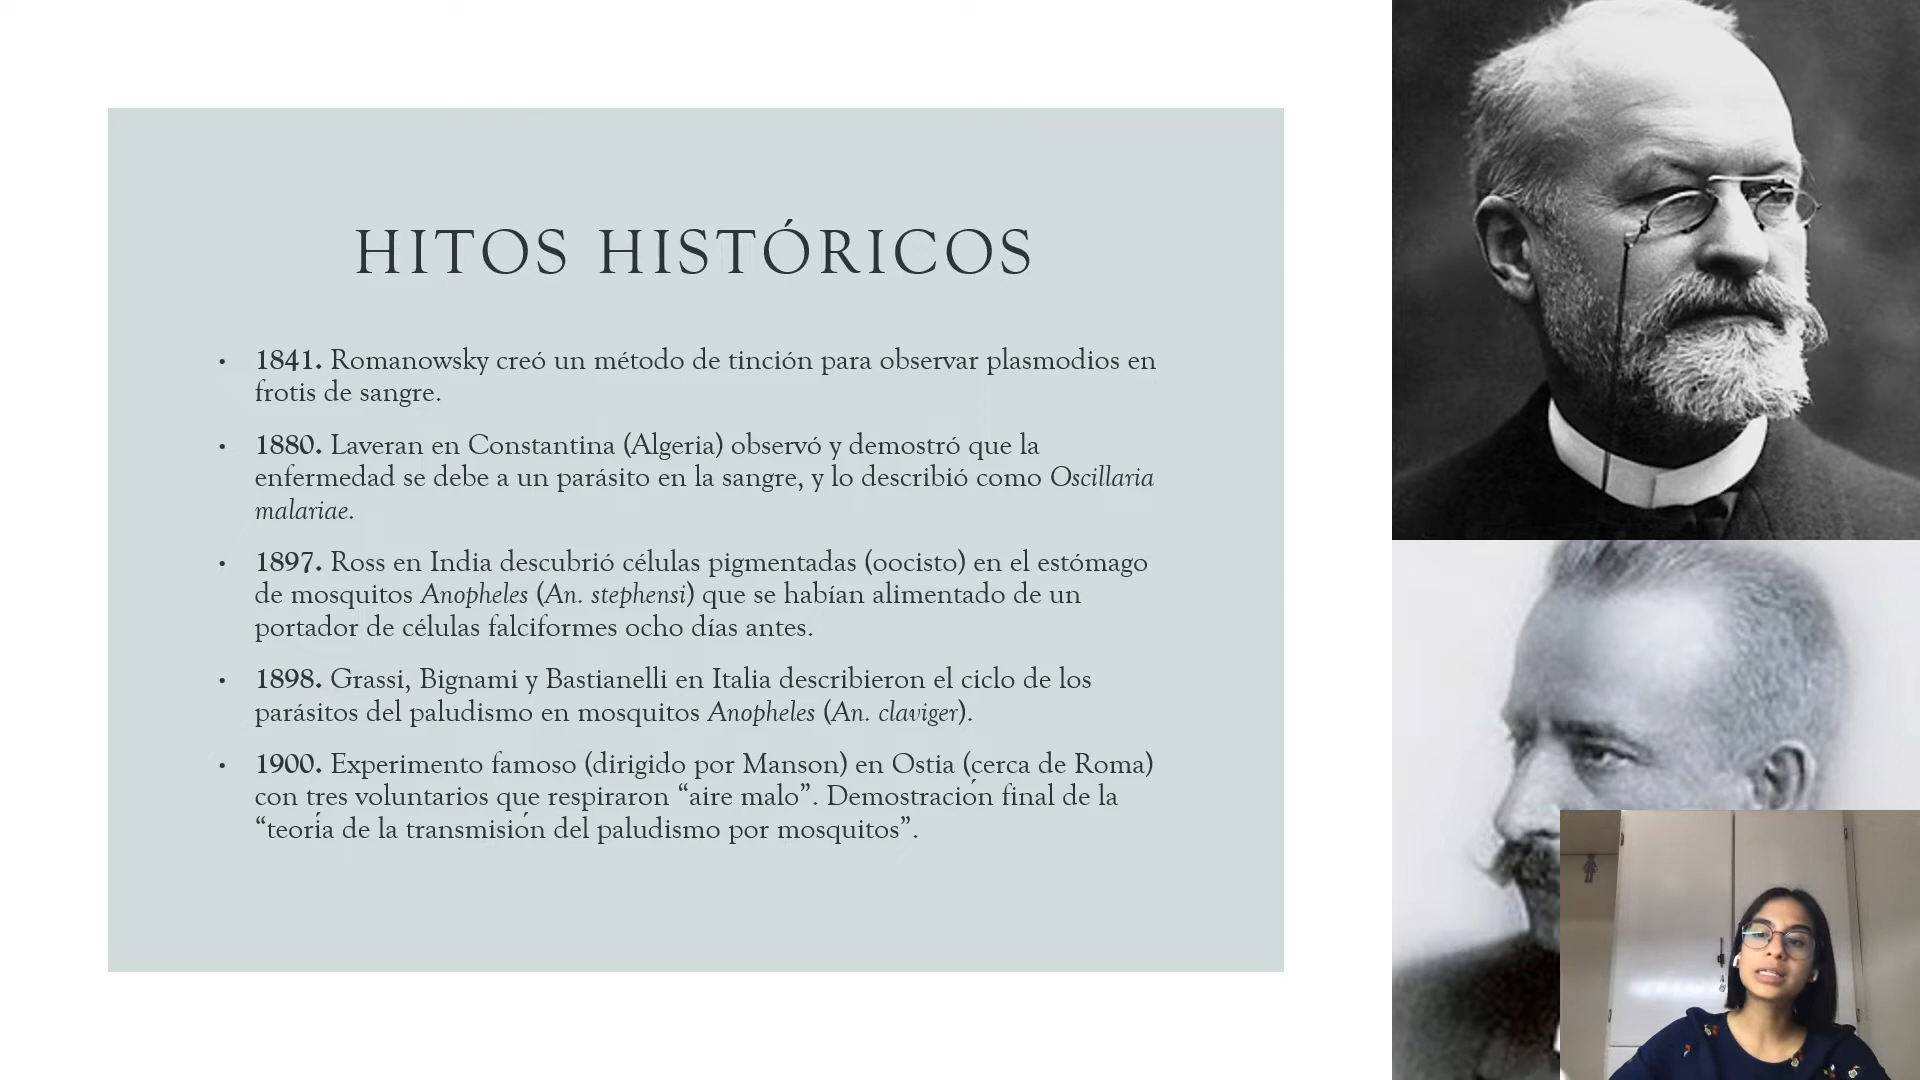 HITOS HISTÓRICOS
• 1841. Romanowsky creó un método de tinción para observar plasmodios en
frotis de sangre.
• 1880. Laveran en Constantina (Algeria) observó y demostró que la
enfermedad se debe a un parásito en la sangre, y lo describió como Oscillaria
malariae.
• 1897. Ross en India descubrió células pigmentadas (oocisto) en el estómago
de mosquitos Anopheles (An. stephensi) que se habían alimentado de un
portador de células falciformes ocho días antes.
• 1898. Grassi, Bignami y Bastianelli en Italia describieron el ciclo de los
parásitos del paludismo en mosquitos Anopheles (An. claviger).
• 1900. Experimento famoso (dirigido por Manson) en Ostia (cerca de Roma)
con tres voluntarios que respiraron “aire malo”. Demostración final de la
“teoría de la transmisión del paludismo por mosquitos”.